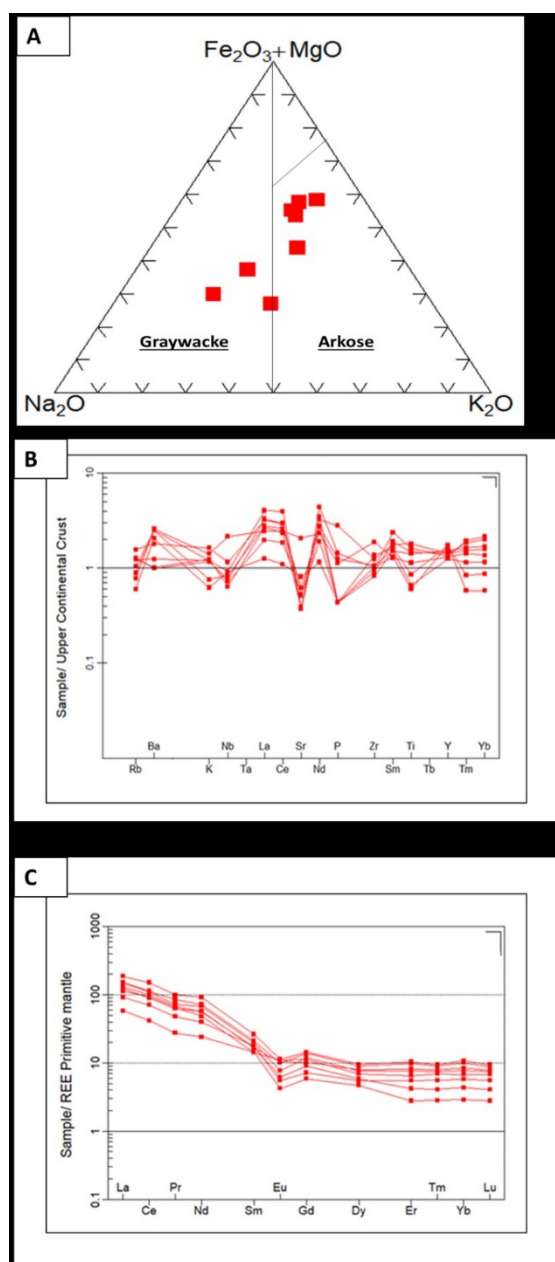 A
Fe₂O₃+MgO
Graywacke
Arkose
Na₂O
K₂O
B
10
1
0.1
Sample/ Upper Continental Crust
Ba Nb La Sr P Zr Ti Y Yb
Rb K Ta Ce Nd Sm Tb Tm
C
1000
100
10
1
0.1
Sample/ REE Primitive mantle
La Pr Eu Tm Lu
Ce Nd Sm Gd Dy Er Yb